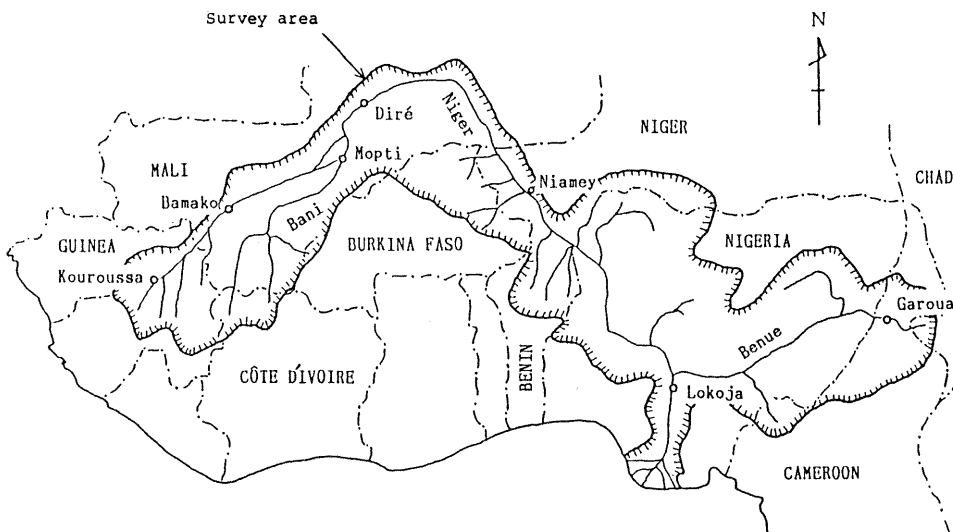 Survey area
N
Diré
Niger
NIGER
Mopti
MALI
Niamey
CHAD
Bamako
Bani
GUINEA
BURKINA FASO
NIGERIA
Kouroussa
Garoua
Benue
BENIN
CÔTE D'IVOIRE
Lokoja
CAMEROON